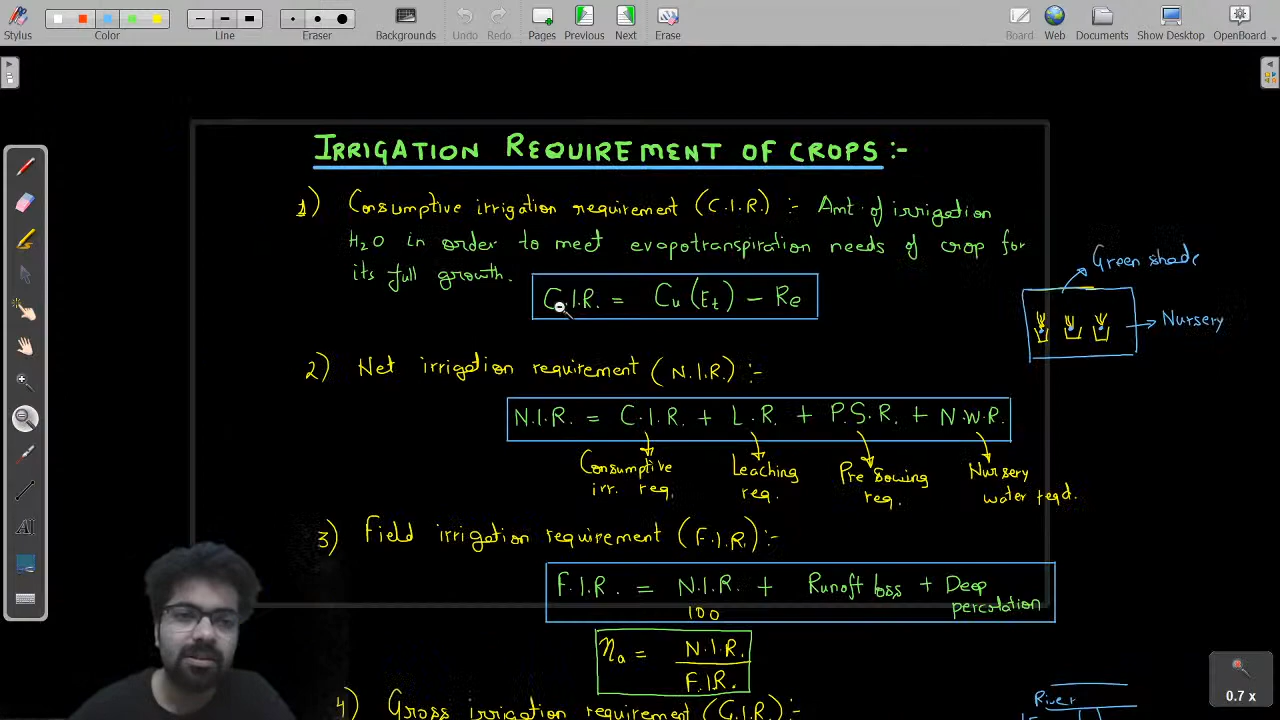 Stylus
Color
Line
Eraser
Backgrounds
Undo
Redo
Pages
Previous
Next
Erase
Board
Web
Documents
Show Desktop
OpenBoard
IRRIGATION REQUIREMENT OF CROPS :-
1) Consumptive irrigation requirement (C.I.R.) :- Amt. of irrigation
H2O in order to meet evapotranspiration needs of crop for
its full growth.
C.I.R. = Cu (Et) - Re
Green shade
Nursery
2) Net irrigation requirement (N.I.R.) :-
N.I.R. = C.I.R. + L.R. + P.S.R. + N.W.R.
Consumptive irr. req.
Leaching req.
Pre Sowing req.
Nursery water reqd.
3) Field irrigation requirement (F.I.R.) :-
F.I.R. = N.I.R. + Runoft loss + Deep percolation
100
ηa = N.I.R. / F.I.R.
4) Gross irrigation requirement (G.I.R.) :-
River
0.7 x